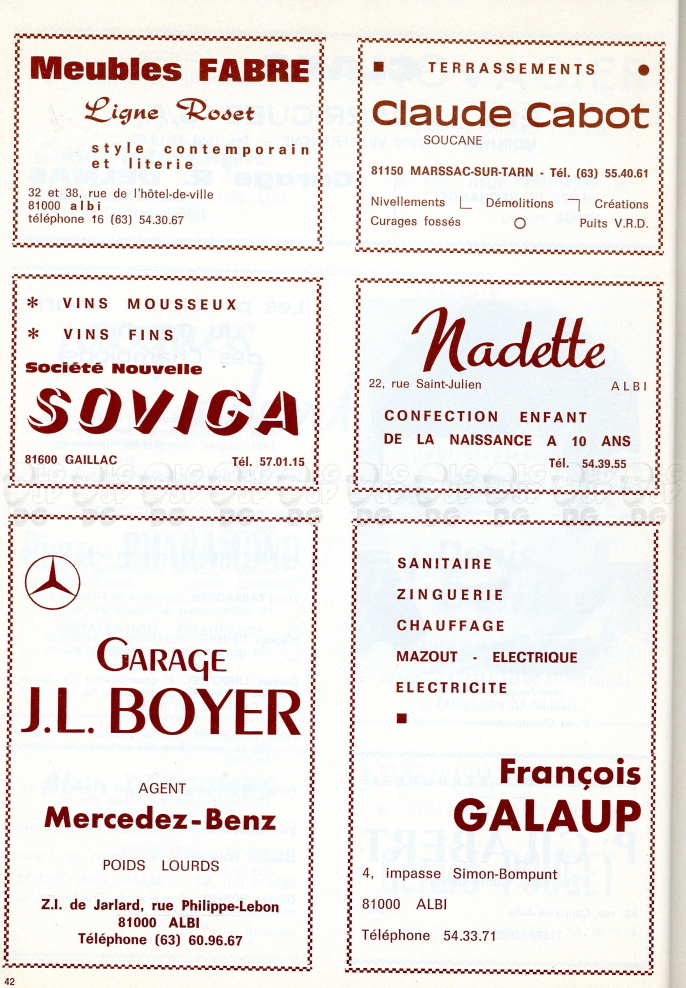 Meubles FABRE
Ligne Roset
style contemporain
et literie
32 et 38, rue de l'hôtel-de-ville
81000 albi
téléphone 16 (63) 54.30.67
TERRASSEMENTS
Claude Cabot
SOUCANE
81150 MARSSAC-SUR-TARN - Tél. (63) 55.40.61
Nivellements Démolitions Créations
Curages fossés Puits V.R.D.
* VINS MOUSSEUX
* VINS FINS
Société Nouvelle
SOVIGA
81600 GAILLAC Tél. 57.01.15
Nadette
22, rue Saint-Julien ALBI
CONFECTION ENFANT
DE LA NAISSANCE A 10 ANS
Tél. 54.39.55
GARAGE
J.L. BOYER
AGENT
Mercedez-Benz
POIDS LOURDS
Z.I. de Jarlard, rue Philippe-Lebon
81000 ALBI
Téléphone (63) 60.96.67
SANITAIRE
ZINGUERIE
CHAUFFAGE
MAZOUT - ELECTRIQUE
ELECTRICITE
François
GALAUP
4, impasse Simon-Bompunt
81000 ALBI
Téléphone 54.33.71
42